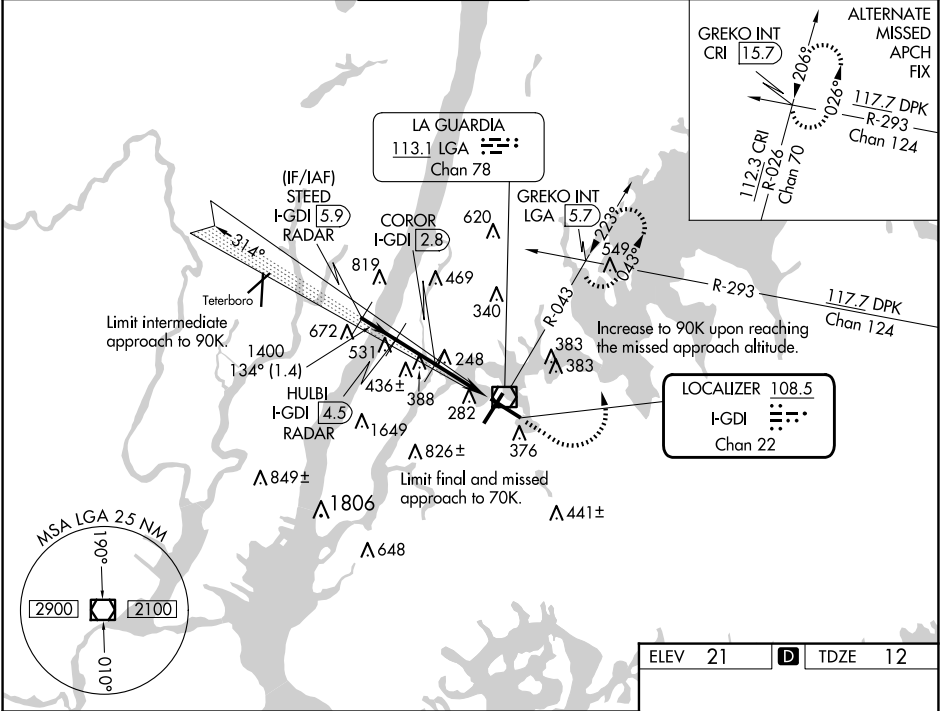 ALTERNATE
MISSED
APCH
FIX
GREKO INT
CRI 15.7
206°
026°
117.7 DPK
R-293
Chan 124
112.3 CRI
R-026
Chan 70
LA GUARDIA
113.1 LGA
Chan 78
(IF/IAF)
STEED
I-GDI 5.9
RADAR
COROR
I-GDI 2.8
620
GREKO INT
LGA 5.7
223°
043°
549
314°
819
469
Teterboro
340
R-043
R-293
117.7 DPK
Chan 124
Limit intermediate
approach to 90K.
672
Increase to 90K upon reaching
the missed approach altitude.
1400
134° (1.4)
531
248
383
383
436±
388
HULBI
I-GDI 4.5
RADAR
282
LOCALIZER 108.5
I-GDI
Chan 22
1649
376
826±
849±
Limit final and missed
approach to 70K.
1806
441±
648
MSA LGA 25 NM
190°
2900
2100
010°
ELEV 21
D
TDZE 12